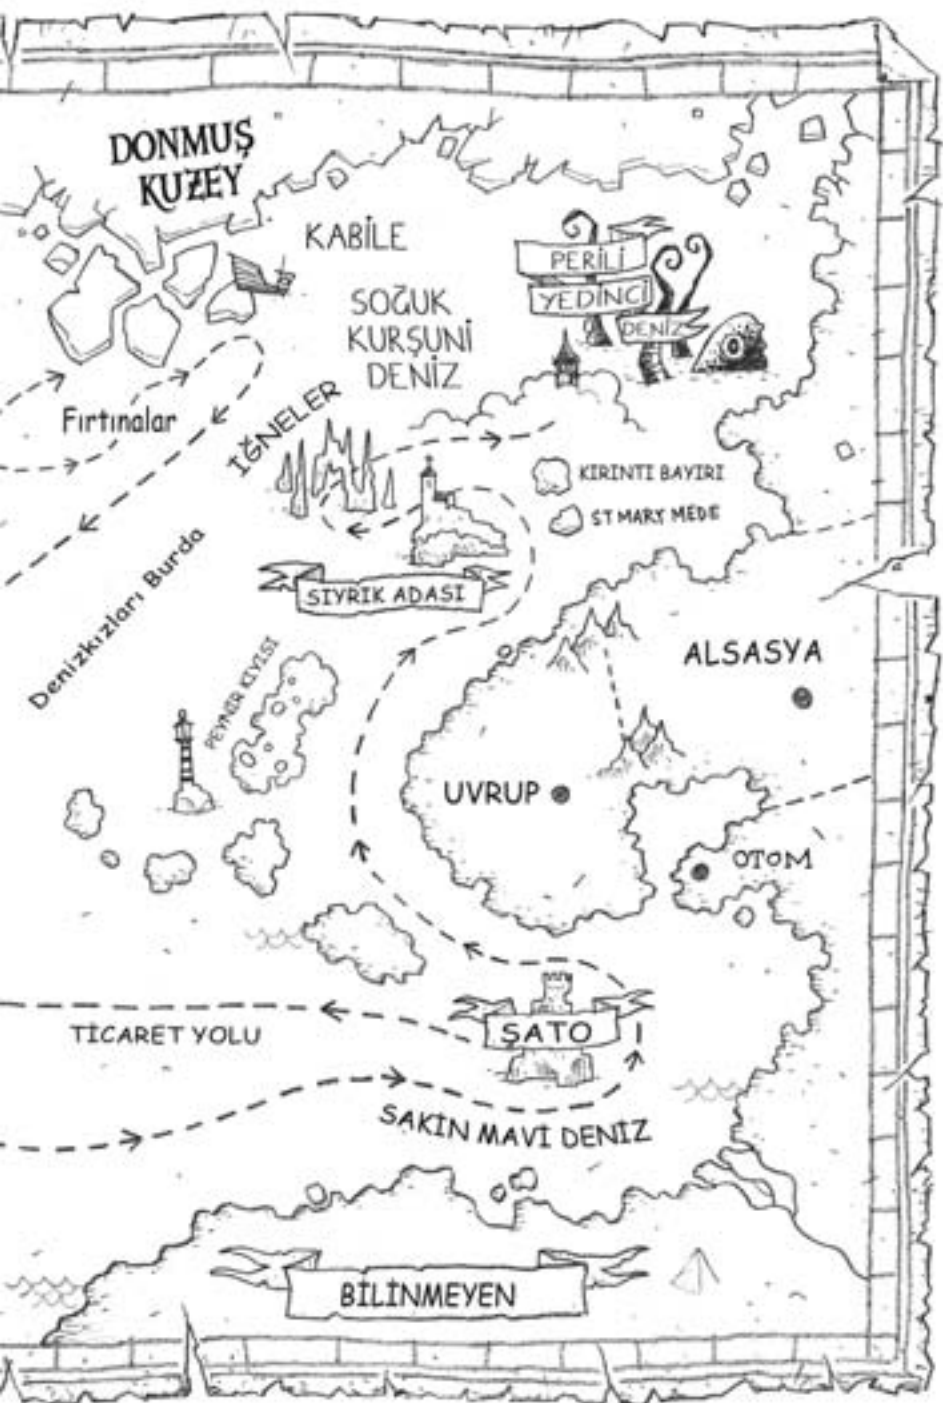 DONMUŞ
KUZEY
KABİLE
PERİLİ
YEDİNCİ
DENİZ
SOĞUK
KURŞUNİ
DENİZ
Fırtınalar
İĞNELER
KIRINTI BAYIRI
ST MARY MEDE
Denizkızları Burda
SIYRIK ADASI
PEYNİR KIYISI
ALSASYA
UVRUP
OTOM
TİCARET YOLU
ŞATO
SAKİN MAVİ DENİZ
BİLİNMEYEN